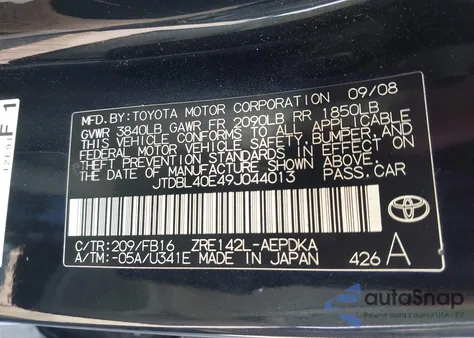 MFD. BY: TOYOTA MOTOR CORPORATION 09/08
GVWR 3840LB GAWR FR 2090LB RR 1850LB
THIS VEHICLE CONFORMS TO ALL APPLICABLE
FEDERAL MOTOR VEHICLE SAFETY, BUMPER, AND
THEFT PREVENTION STANDARDS IN EFFECT ON
THE DATE OF MANUFACTURE SHOWN ABOVE.
JTDBL40E49J044013
PASS. CAR
TOYOTA
C/TR: 209/FB16 ZRE142L-AEPDKA
A/TM: -05A/U341E MADE IN JAPAN 426 A
F1
autoSnap